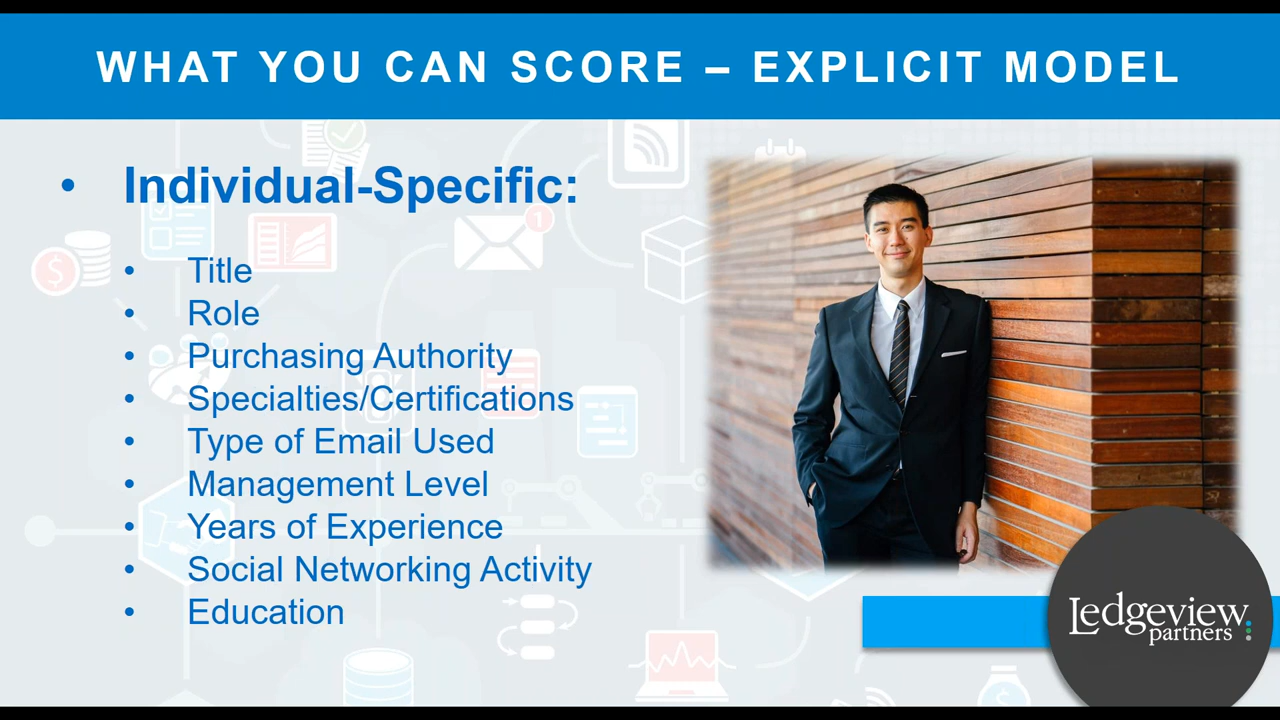 WHAT YOU CAN SCORE – EXPLICIT MODEL
• Individual-Specific:
• Title
• Role
• Purchasing Authority
• Specialties/Certifications
• Type of Email Used
• Management Level
• Years of Experience
• Social Networking Activity
• Education
1
$
Ledgeview
partners